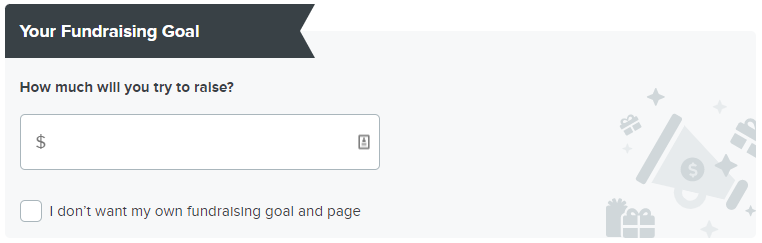 Your Fundraising Goal
How much will you try to raise?
$
I don't want my own fundraising goal and page
$